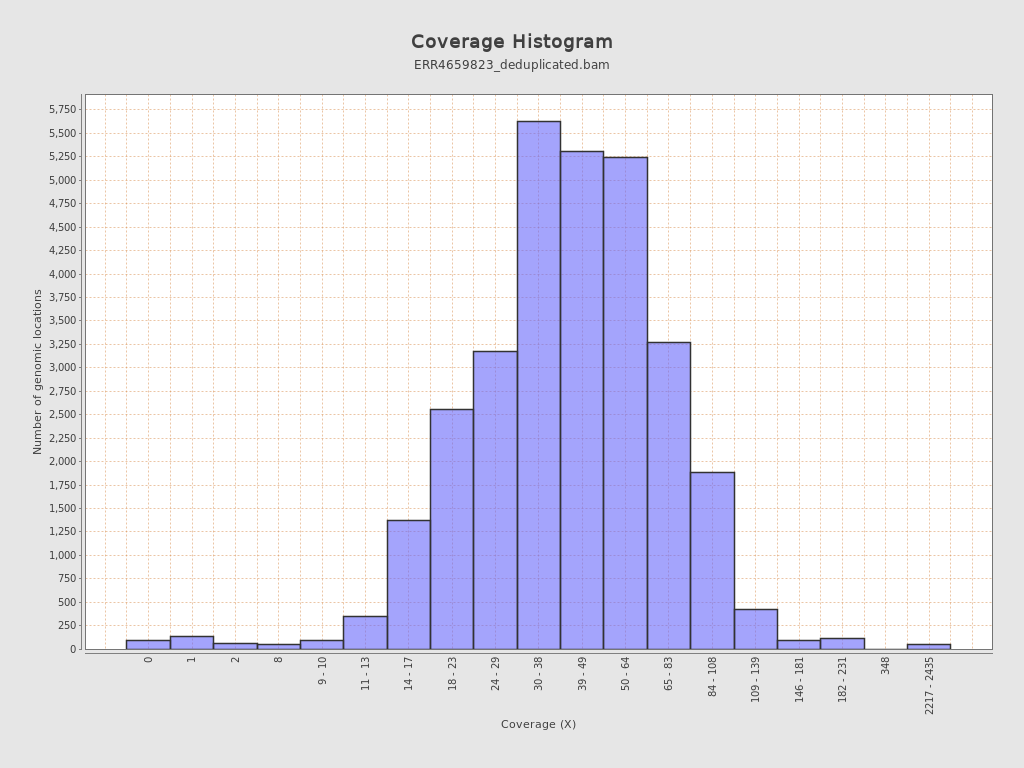 Coverage Histogram
ERR4659823_deduplicated.bam
Number of genomic locations
5,750
5,500
5,250
5,000
4,750
4,500
4,250
4,000
3,750
3,500
3,250
3,000
2,750
2,500
2,250
2,000
1,750
1,500
1,250
1,000
750
500
250
0
0
1
2
8
9 - 10
11 - 13
14 - 17
18 - 23
24 - 29
30 - 38
39 - 49
50 - 64
65 - 83
84 - 108
109 - 139
146 - 181
182 - 231
348
2217 - 2435
Coverage (X)